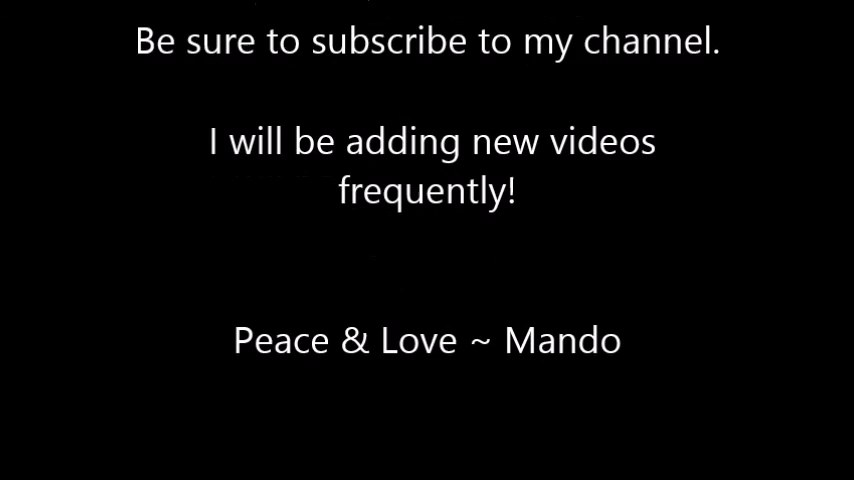 Be sure to subscribe to my channel.
I will be adding new videos
frequently!
Peace & Love ~ Mando